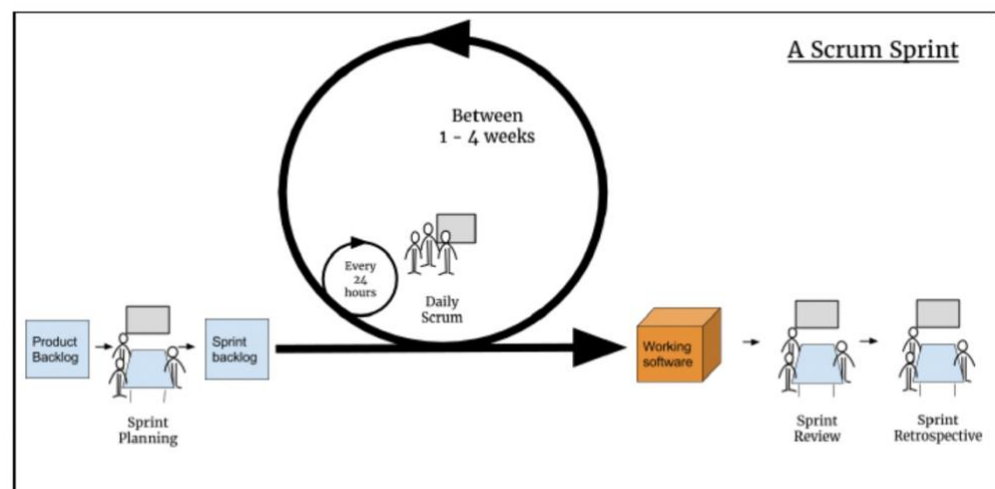 A Scrum Sprint
Between
1 - 4 weeks
Every
24
hours
Daily
Scrum
Product
Backlog
Sprint
Planning
Sprint
backlog
Working
software
Sprint
Review
Sprint
Retrospective